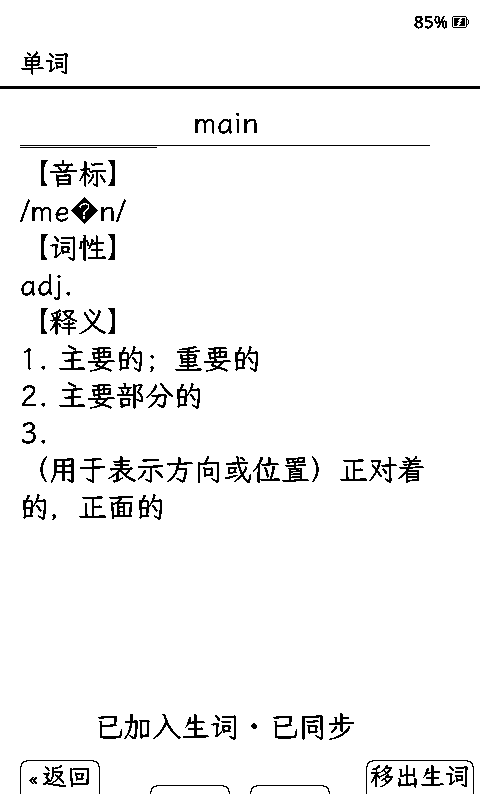 85%
单词
main
【音标】
/me�n/
【词性】
adj.
【释义】
1. 主要的；重要的
2. 主要部分的
3.
（用于表示方向或位置）正对着
的，正面的
已加入生词·已同步
«返回
移出生词